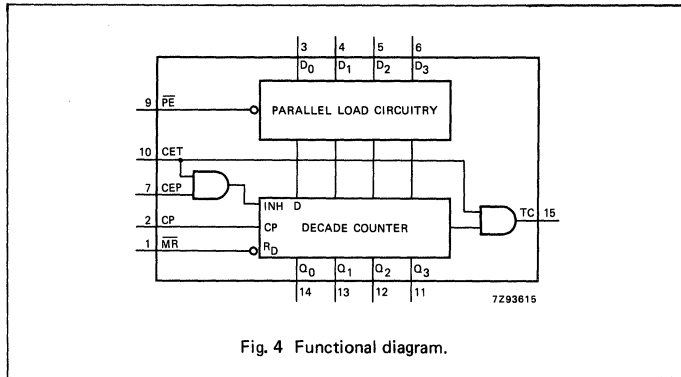 3 4 5 6
D0 D1 D2 D3
9 PE
PARALLEL LOAD CIRCUITRY
10 CET
7 CEP
INH D
TC 15
2 CP
CP DECADE COUNTER
1 MR
RD
Q0 Q1 Q2 Q3
14 13 12 11
7Z93615
Fig. 4 Functional diagram.